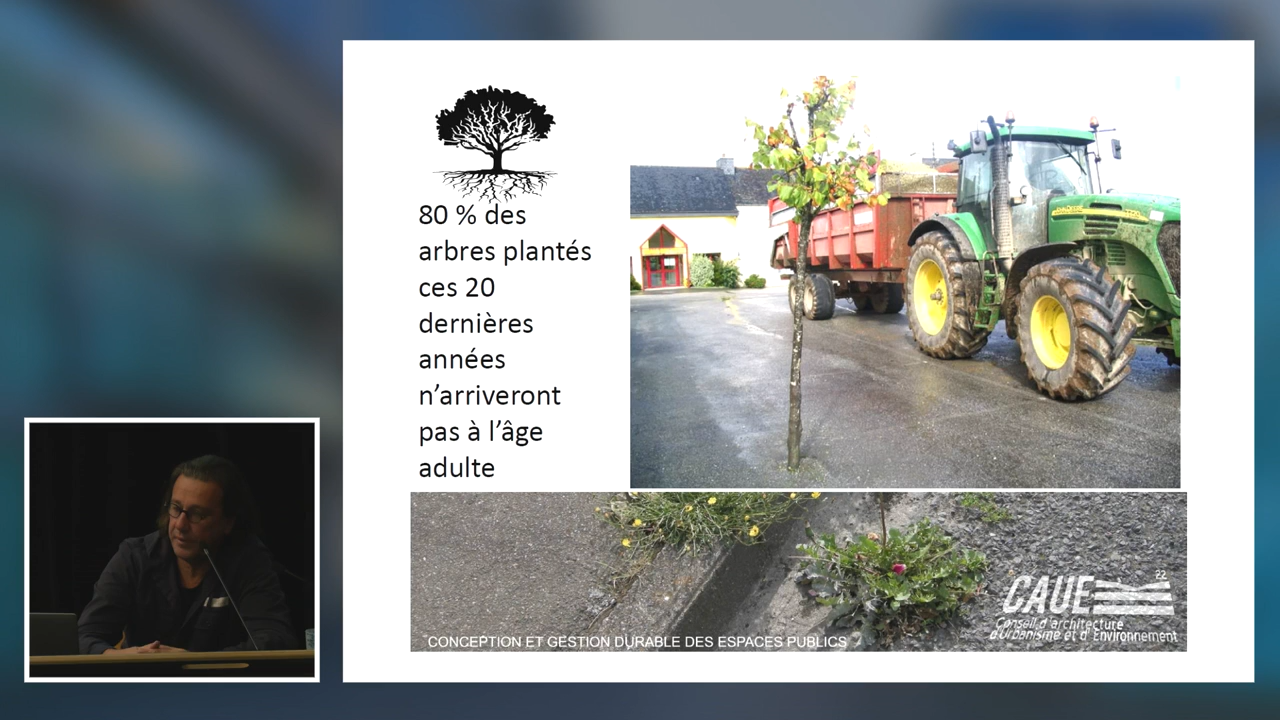 80 % des
arbres plantés
ces 20
dernières
années
n’arriveront
pas à l’âge
adulte
CONCEPTION ET GESTION DURABLE DES ESPACES PUBLICS
CAUE 22
Conseil d'architecture
d'Urbanisme et d'Environnement